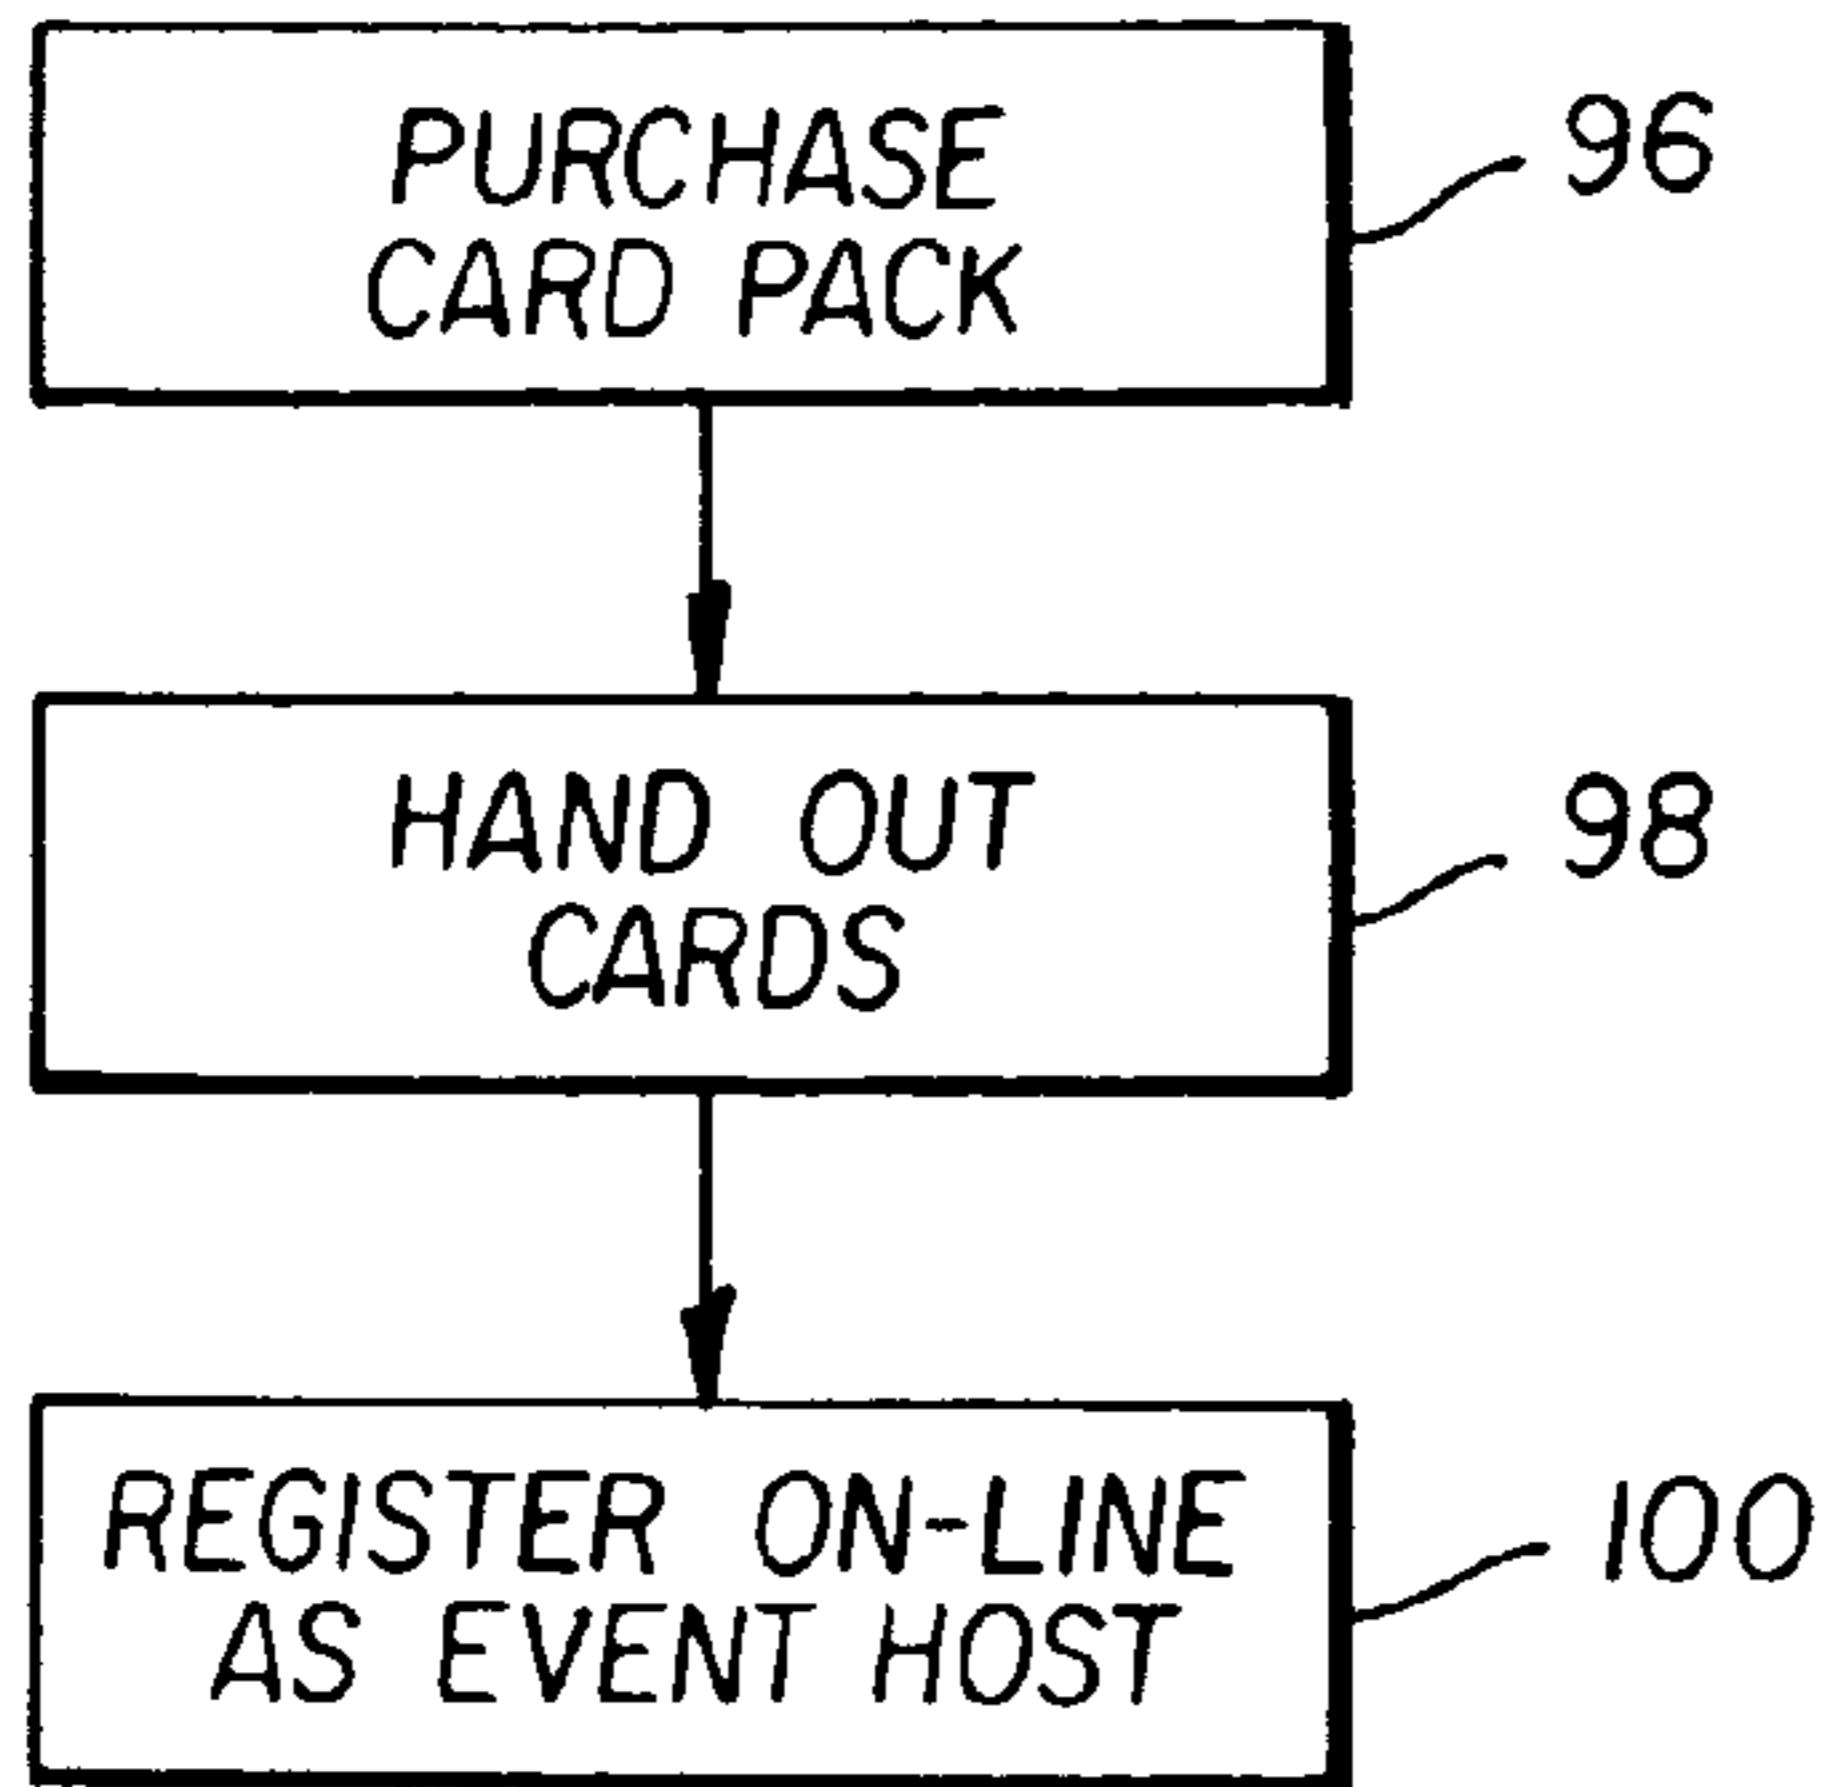 PURCHASE
CARD PACK
96
HAND OUT
CARDS
98
REGISTER ON-LINE
AS EVENT HOST
100